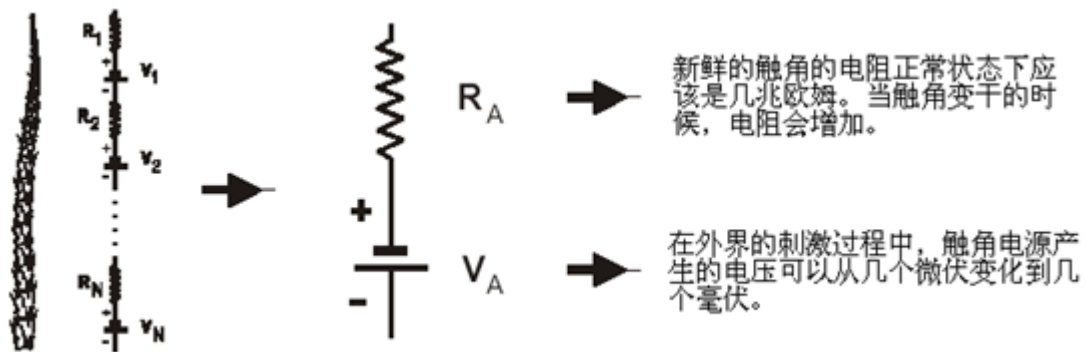 R1
+
V1
-
R2
+
V2
-
RN
+
VN
-
RA
+
VA
-
新鲜的触角的电阻正常状态下应
该是几兆欧姆。当触角变干的时
候，电阻会增加。
在外界的刺激过程中，触角电源产
生的电压可以从几个微伏变化到几
个毫伏。